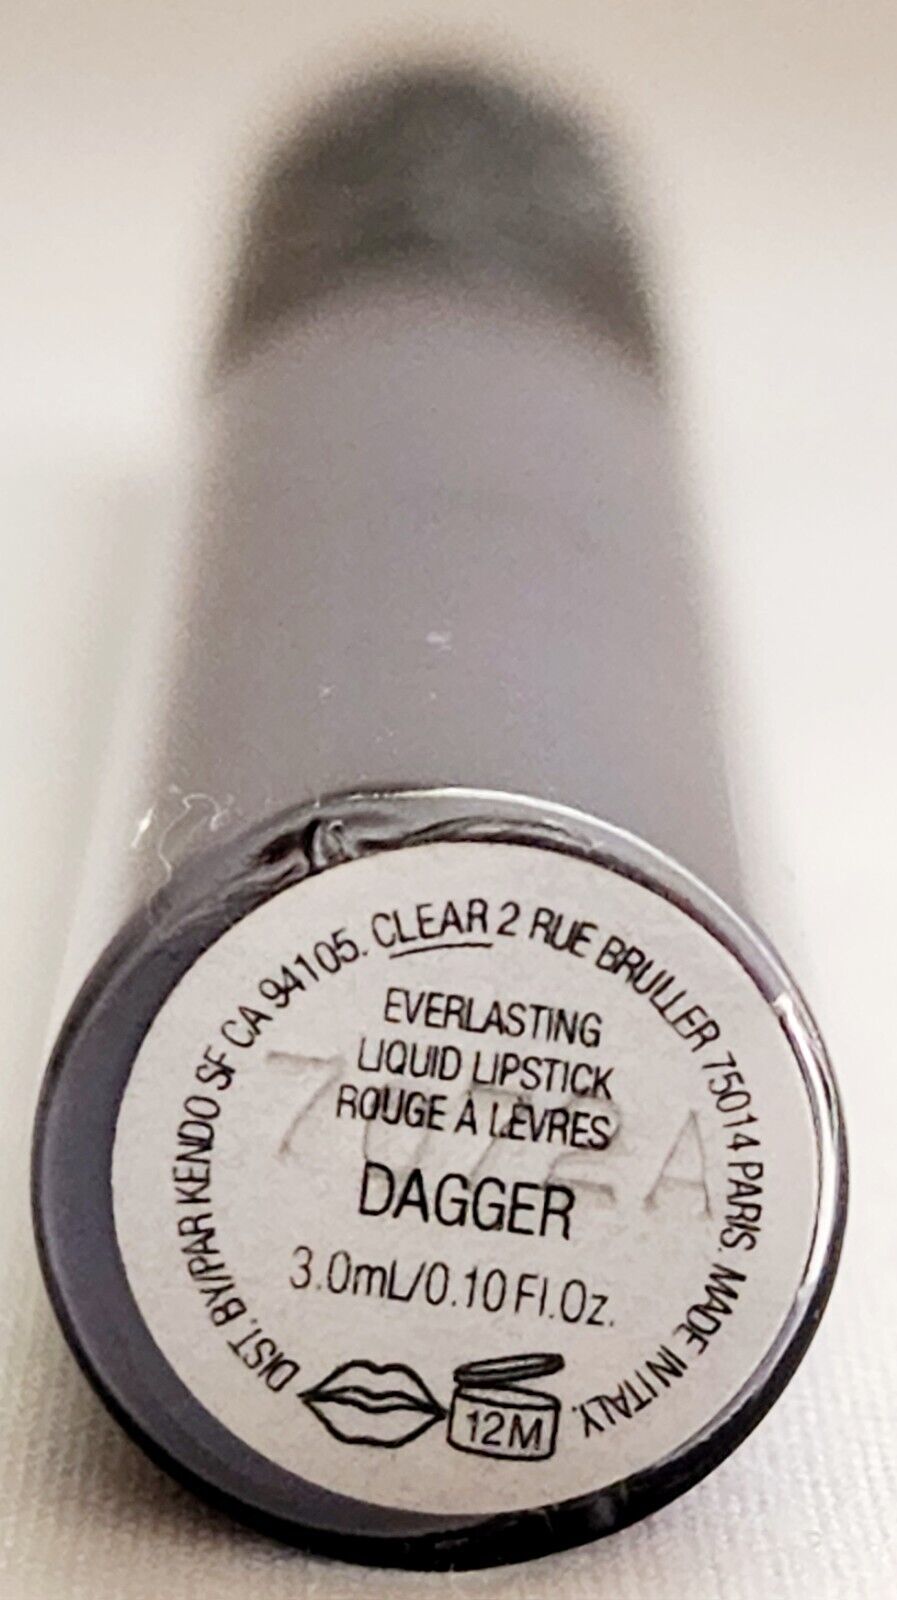 DIST. BY/PAR KENDO SF CA 94105. CLEAR 2 RUE BRULLER 75014 PARIS. MADE IN ITALY.
EVERLASTING
LIQUID LIPSTICK
ROUGE À LÈVRES
7072A
DAGGER
3.0mL/0.10 Fl.Oz.
12M